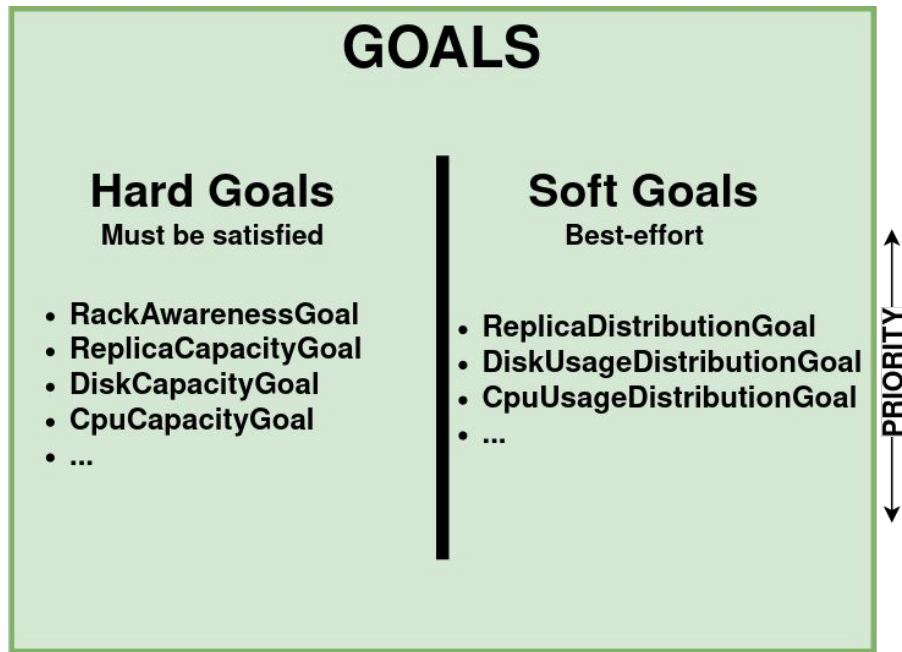 GOALS
Hard Goals
Must be satisfied
• RackAwarenessGoal
• ReplicaCapacityGoal
• DiskCapacityGoal
• CpuCapacityGoal
• ...
Soft Goals
Best-effort
• ReplicaDistributionGoal
• DiskUsageDistributionGoal
• CpuUsageDistributionGoal
• ...
PRIORITY